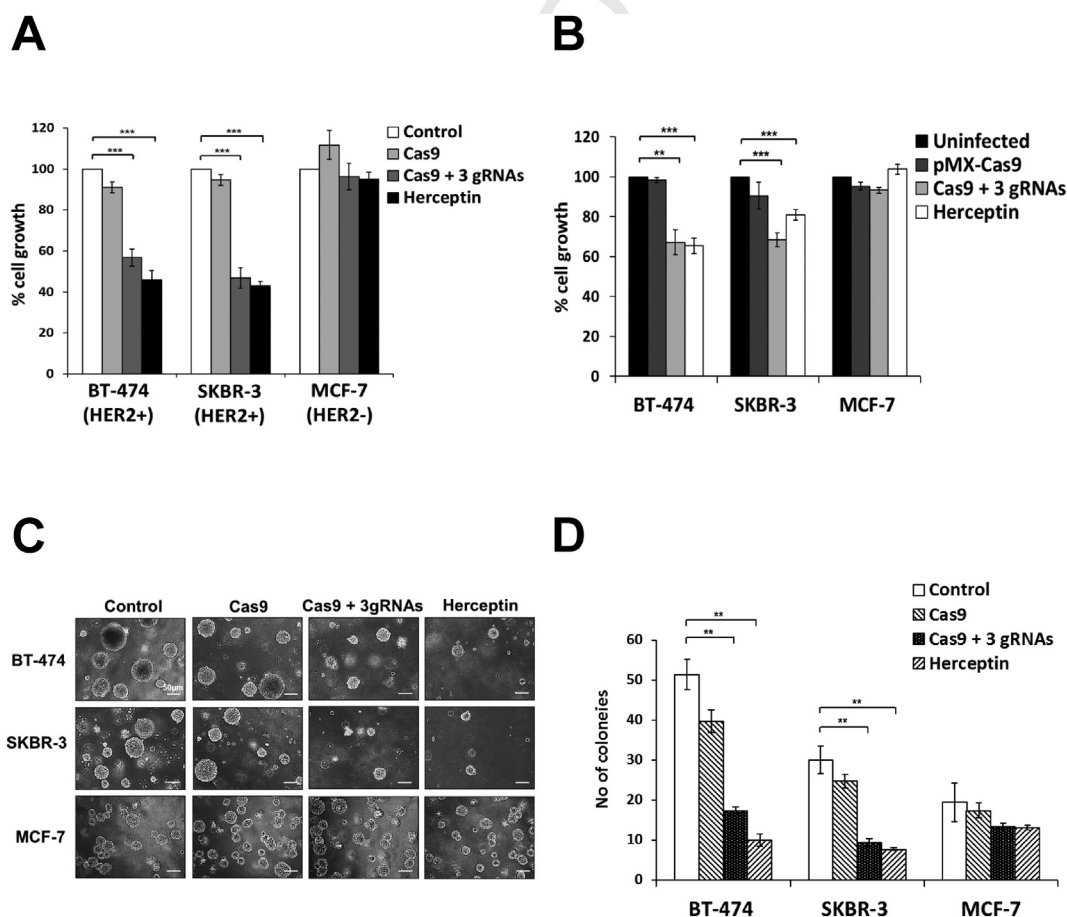 A
120
100
80
60
40
20
0
% cell growth
***
***
***
***
Control
Cas9
Cas9 + 3 gRNAs
Herceptin
BT-474
(HER2+)
SKBR-3
(HER2+)
MCF-7
(HER2-)
B
120
100
80
60
40
20
0
% cell growth
***
**
***
***
Uninfected
pMX-Cas9
Cas9 + 3 gRNAs
Herceptin
BT-474
SKBR-3
MCF-7
C
Control
Cas9
Cas9 + 3gRNAs
Herceptin
BT-474
50μm
SKBR-3
MCF-7
D
Control
Cas9
Cas9 + 3 gRNAs
Herceptin
60
50
40
30
20
10
0
No of coloneies
**
**
**
**
BT-474
SKBR-3
MCF-7